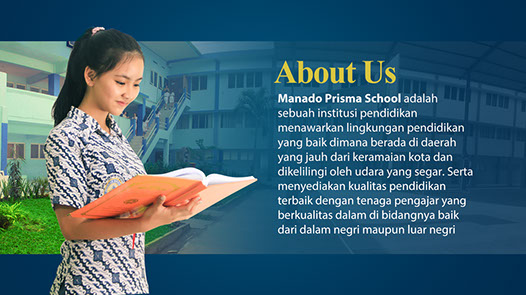 About Us
Manado Prisma School adalah
sebuah institusi pendidikan
menawarkan lingkungan pendidikan
yang baik dimana berada di daerah
yang jauh dari keramaian kota dan
dikelilingi oleh udara yang segar. Serta
menyediakan kualitas pendidikan
terbaik dengan tenaga pengajar yang
berkualitas dalam di bidangnya baik
dari dalam negri maupun luar negri